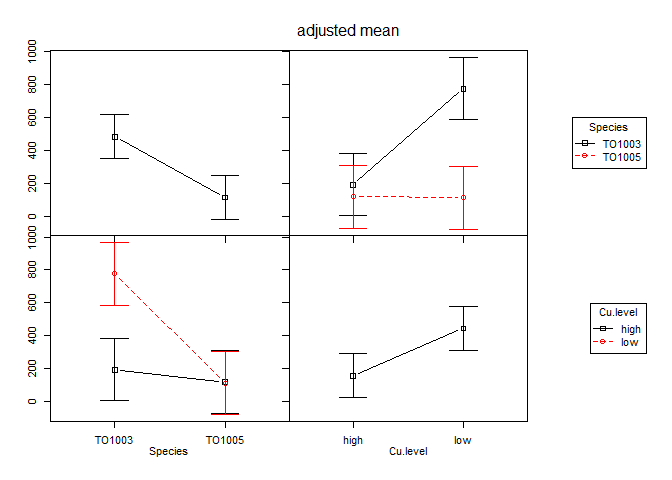 adjusted mean
1000
800
600
400
200
0
Species
TO1003
TO1005
1000
800
600
400
200
0
Cu.level
high
low
TO1003 TO1005 high low
Species Cu.level